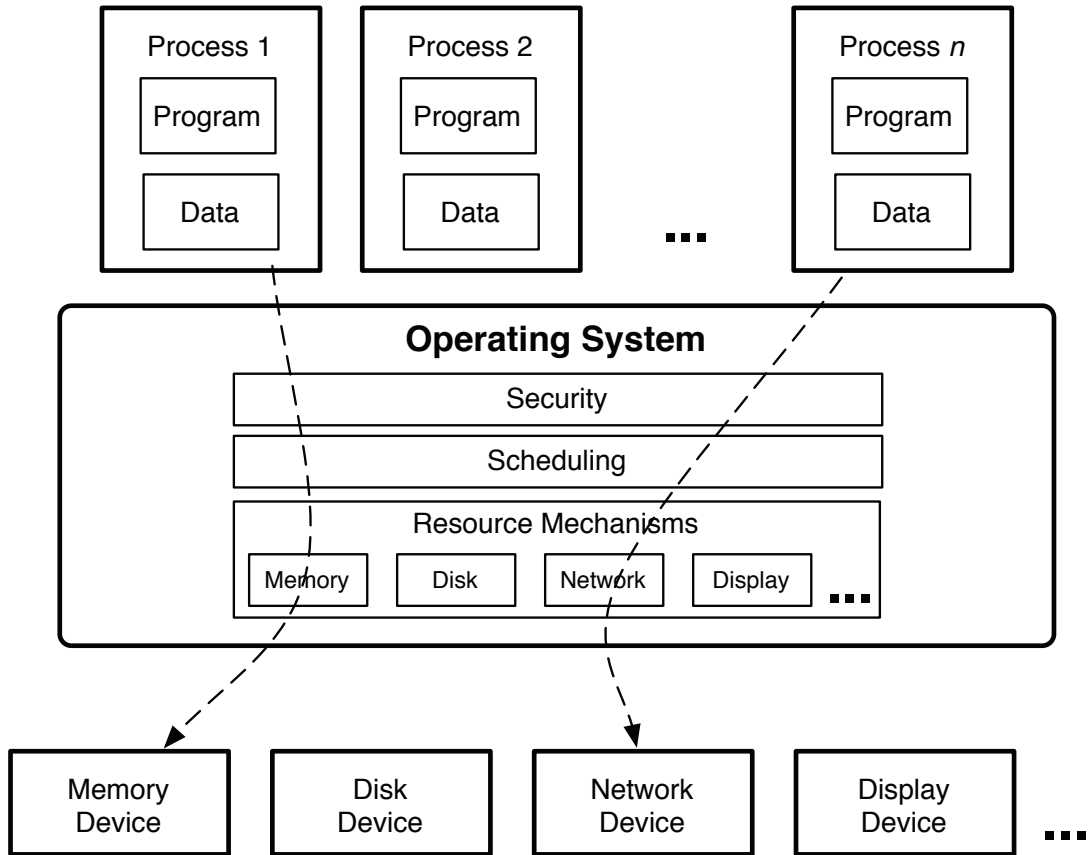 Process 1
Program
Data
Process 2
Program
Data
...
Process n
Program
Data
Operating System
Security
Scheduling
Resource Mechanisms
Memory
Disk
Network
Display
...
Memory
Device
Disk
Device
Network
Device
Display
Device
...